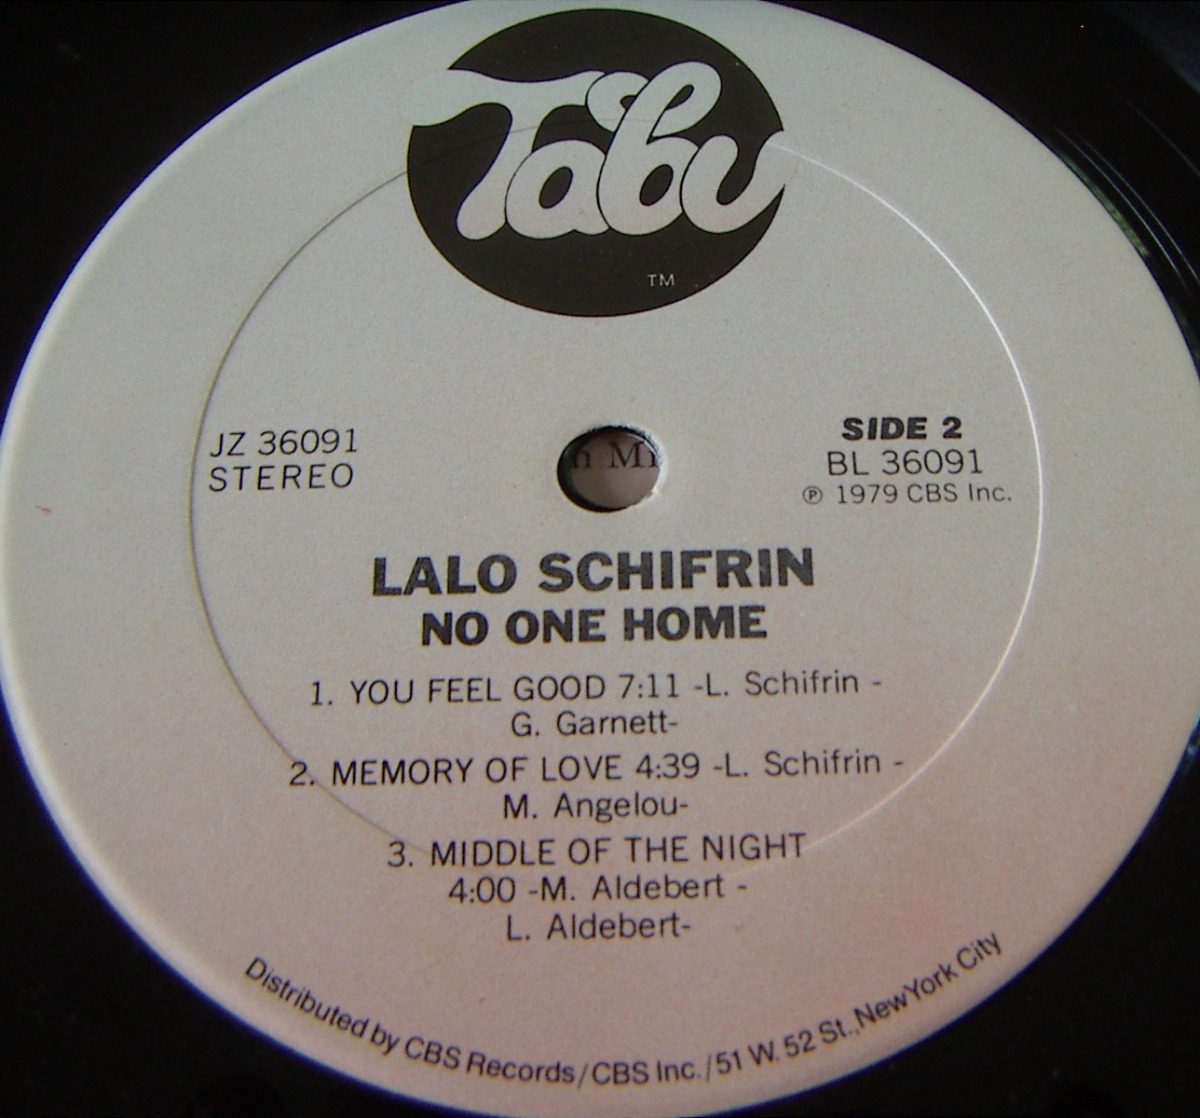 Tabu
TM
JZ 36091
STEREO
SIDE 2
BL 36091
℗ 1979 CBS Inc.
LALO SCHIFRIN
NO ONE HOME
1. YOU FEEL GOOD 7:11 -L. Schifrin -
G. Garnett-
2. MEMORY OF LOVE 4:39 -L. Schifrin -
M. Angelou-
3. MIDDLE OF THE NIGHT
4:00 -M. Aldebert -
L. Aldebert-
Distributed by CBS Records/CBS Inc./51 W. 52 St., New York City